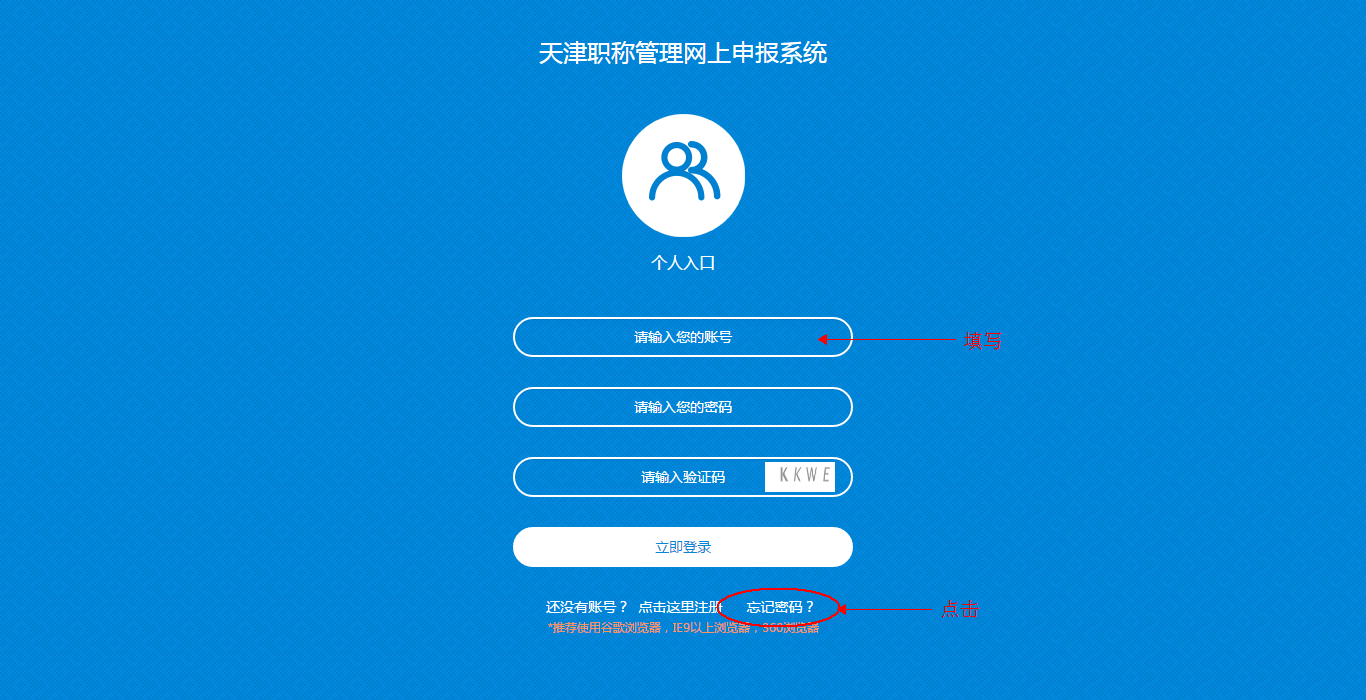 天津职称管理网上申报系统
个人入口
请输入您的账号
填写
请输入您的密码
请输入验证码 KKWE
立即登录
还没有账号？ 点击这里注册 忘记密码？
点击
*推荐使用谷歌浏览器，IE9以上浏览器，360浏览器